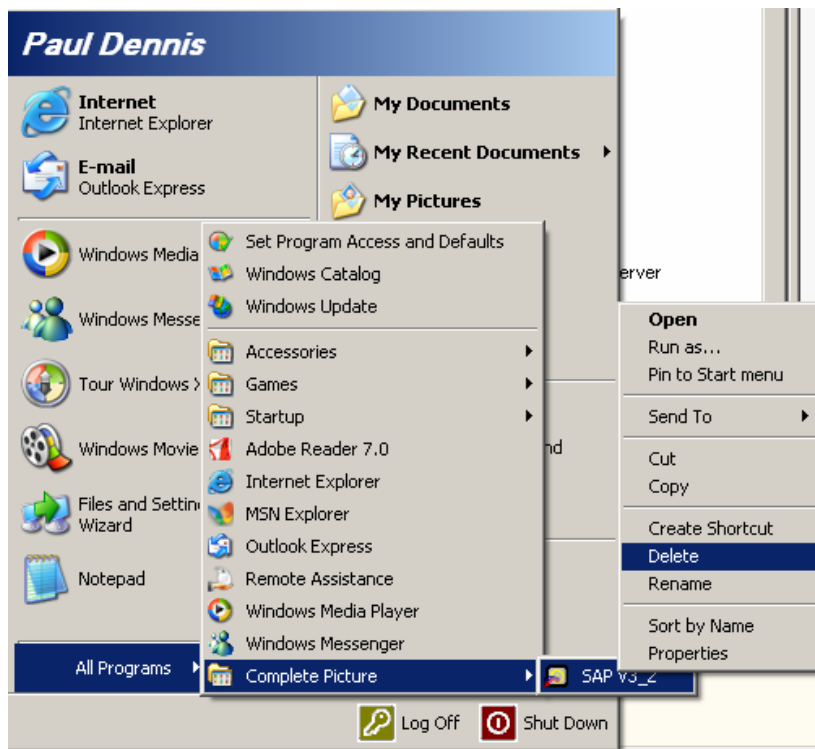 Paul Dennis
Internet
Internet Explorer
E-mail
Outlook Express
Windows Media
Windows Messe
Tour Windows
Windows Movie
Files and Settin
Wizard
Notepad
All Programs
My Documents
My Recent Documents
My Pictures
Set Program Access and Defaults
Windows Catalog
Windows Update
Accessories
Games
Startup
Adobe Reader 7.0
Internet Explorer
MSN Explorer
Outlook Express
Remote Assistance
Windows Media Player
Windows Messenger
Complete Picture
SAP V3_2
erver
nd
Open
Run as...
Pin to Start menu
Send To
Cut
Copy
Create Shortcut
Delete
Rename
Sort by Name
Properties
Log Off
Shut Down